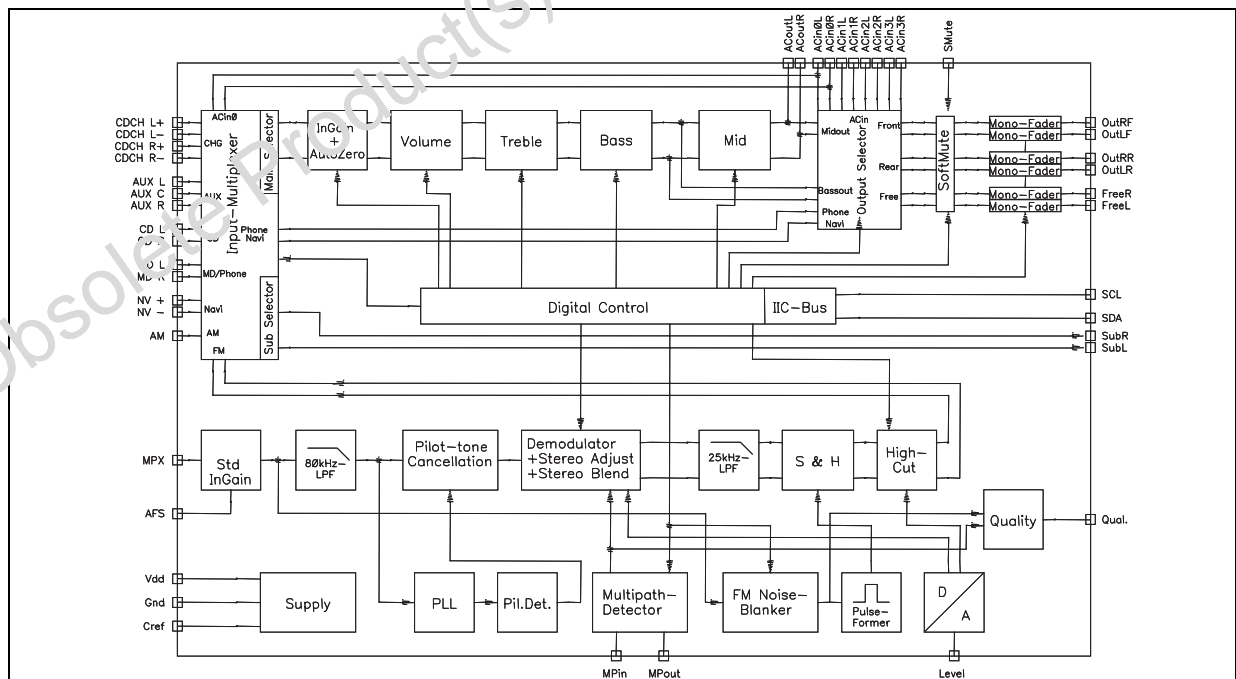 Obsolete Product(s)
ACoutL
ACoutR
ACin0L
ACin0R
ACin1L
ACin1R
ACin2L
ACin2R
ACin3L
ACin3R
SMute
CDCH L+
CDCH L-
CDCH R+
CDCH R-
AUX L
AUX C
AUX R
CD L
MD R
NV +
NV -
AM
ACin0
CHG
AUX
CD
MD/Phone
Navi
AM
FM
Input-Multiplexer
Main Selector
Phone
Navi
Sub Selector
InGain
+
AutoZero
Volume
Treble
Bass
Mid
ACin
Midout
Front
Rear
Bassout
Free
Phone
Navi
Output Selector
SoftMute
Mono-Fader
Mono-Fader
Mono-Fader
Mono-Fader
Mono-Fader
Mono-Fader
OutRF
OutLF
OutRR
OutLR
FreeR
FreeL
Digital Control
IIC-Bus
SCL
SDA
SubR
SubL
MPX
AFS
Std
InGain
80kHz-
LPF
Pilot-tone
Cancellation
Demodulator
+Stereo Adjust
+Stereo Blend
25kHz-
LPF
S & H
High-
Cut
Quality
Qual.
Vdd
Gnd
Cref
Supply
PLL
Pil.Det.
Multipath-
Detector
FM Noise-
Blanker
Pulse-
Former
D
A
MPin
MPout
Level